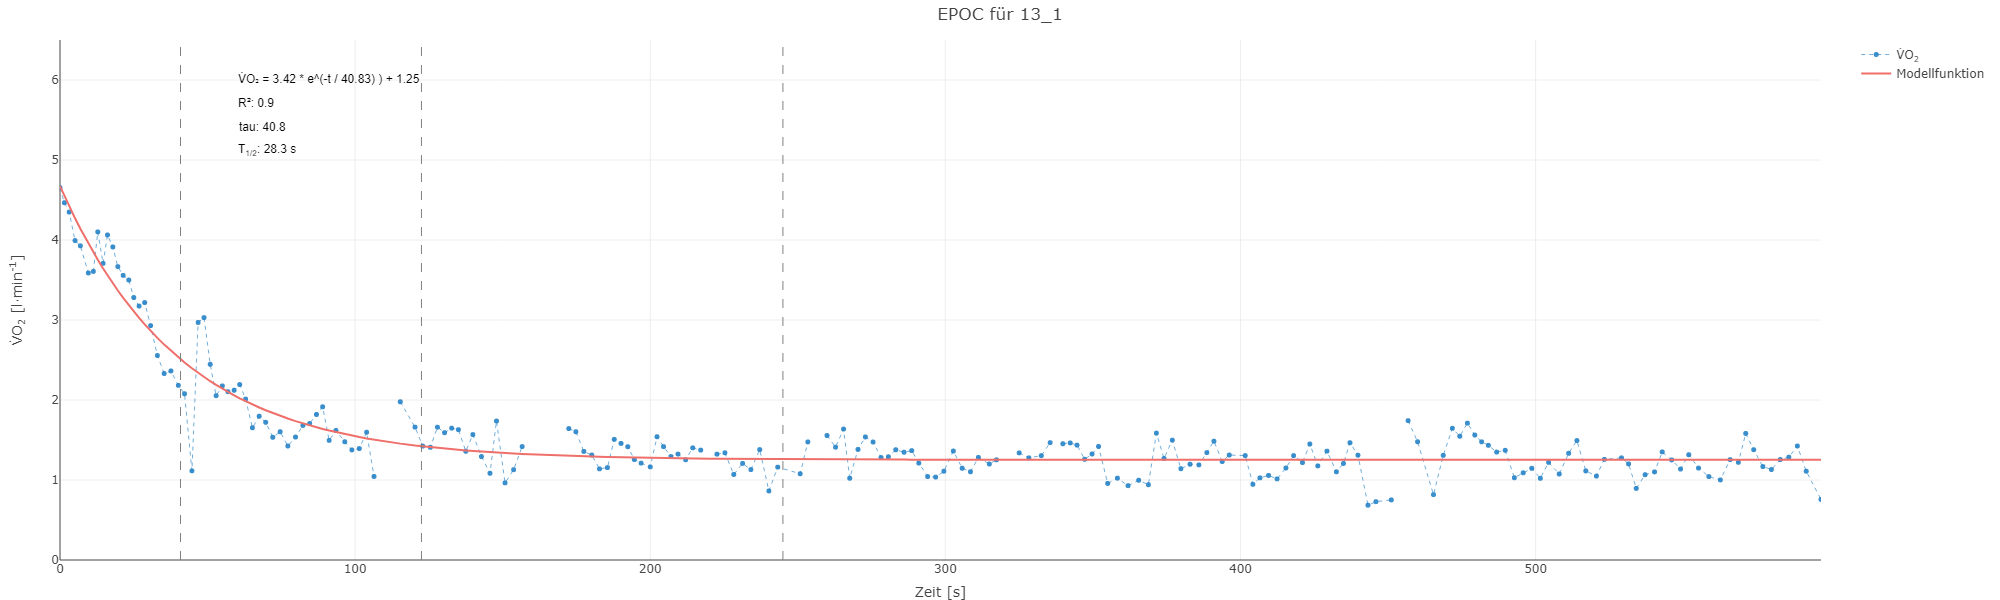 EPOC für 13_1
V̇O₂ = 3.42 * e^(-t / 40.83) ) + 1.25
R²: 0.9
tau: 40.8
T1/2: 28.3 s
V̇O₂
Modellfunktion
V̇O₂ [l·min⁻¹]
6
5
4
3
2
1
0
0 100 200 300 400 500
Zeit [s]